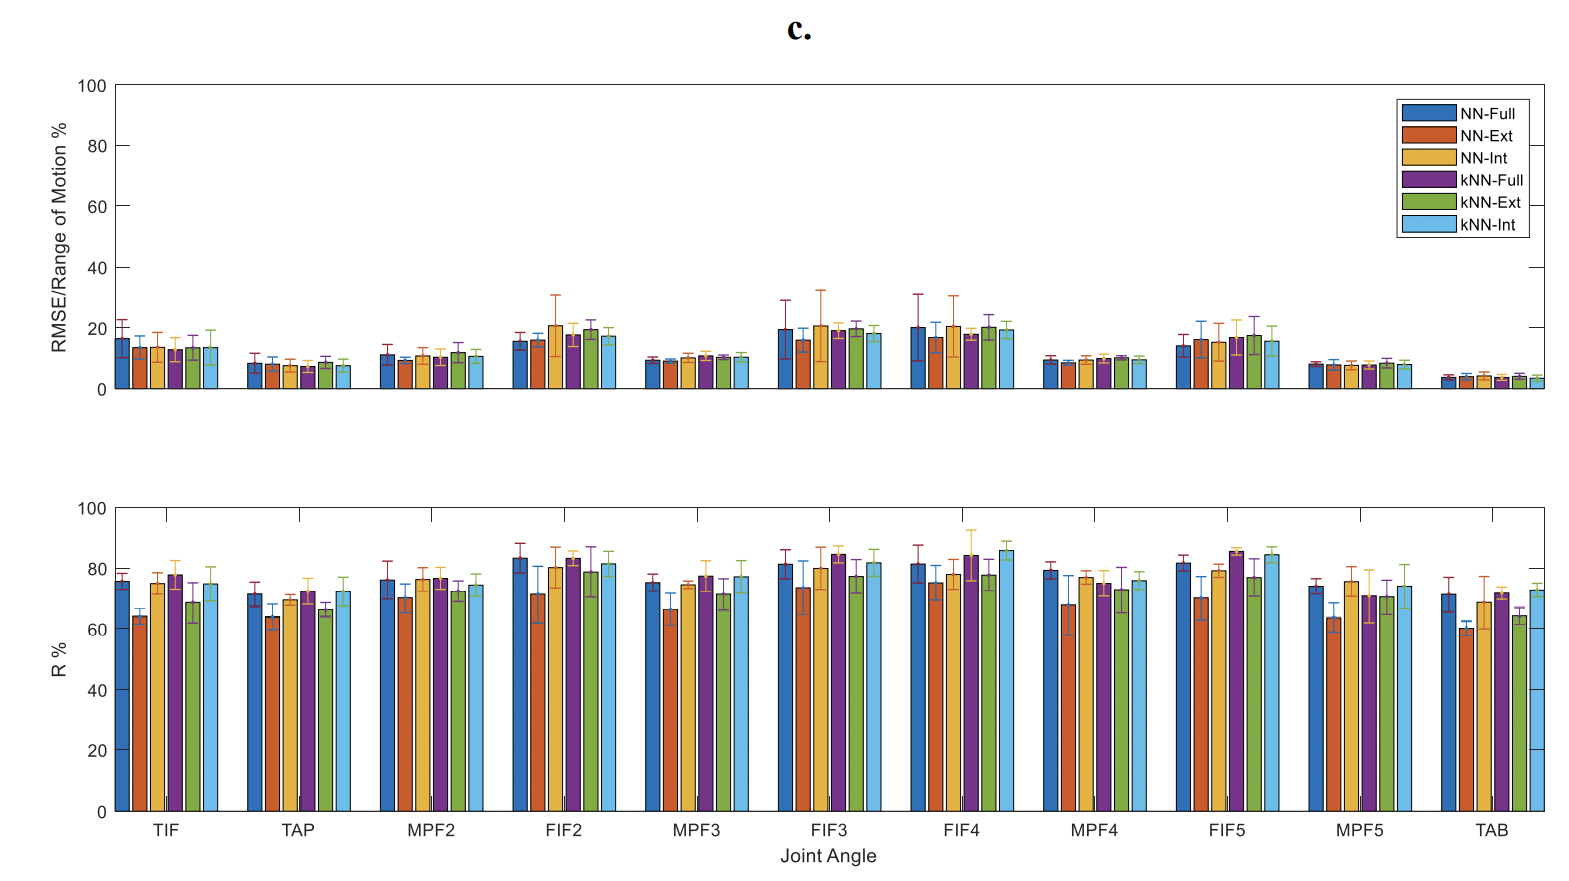 c.
RMSE/Range of Motion %
100
80
60
40
20
0
NN-Full
NN-Ext
NN-Int
kNN-Full
kNN-Ext
kNN-Int
R %
100
80
60
40
20
0
TIF TAP MPF2 FIF2 MPF3 FIF3 FIF4 MPF4 FIF5 MPF5 TAB
Joint Angle